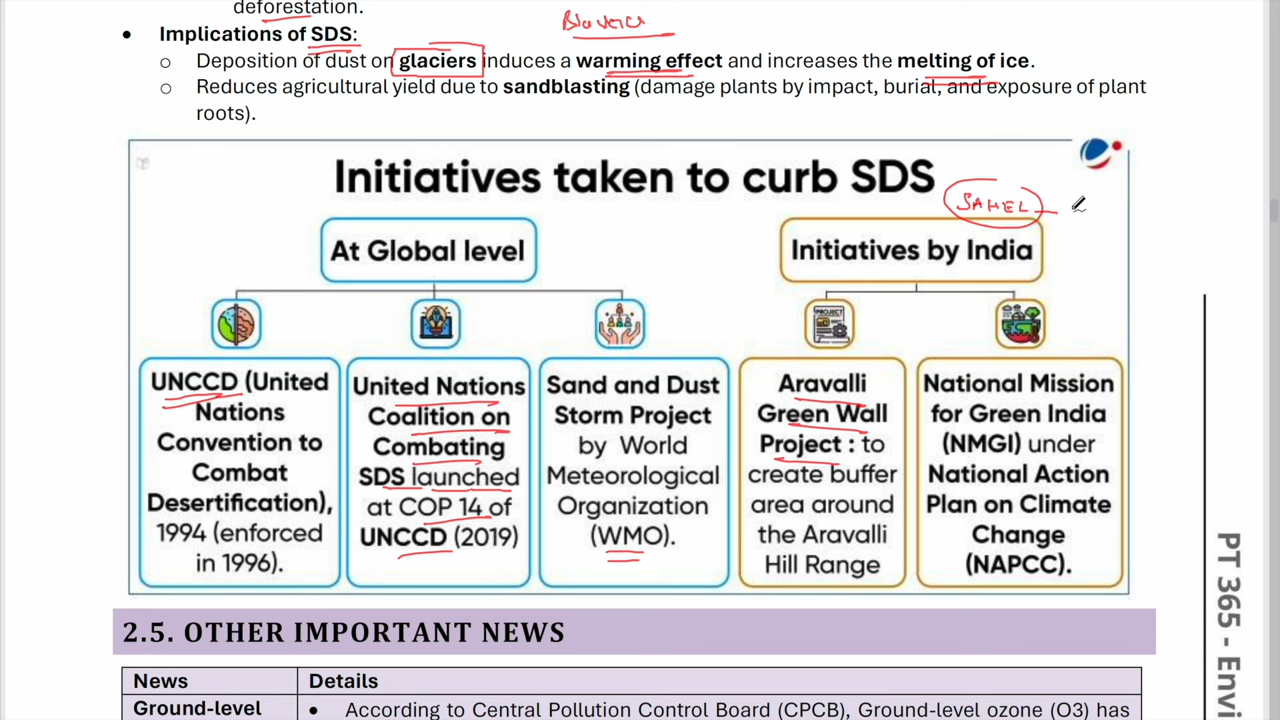 deforestation.
• Implications of SDS:
o Deposition of dust on glaciers induces a warming effect and increases the melting of ice.
o Reduces agricultural yield due to sandblasting (damage plants by impact, burial, and exposure of plant
roots).
Initiatives taken to curb SDS
SAHEL
At Global level
Initiatives by India
UNCCD (United
Nations
Convention to
Combat
Desertification),
1994 (enforced
in 1996).
United Nations
Coalition on
Combating
SDS launched
at COP 14 of
UNCCD (2019)
Sand and Dust
Storm Project
by World
Meteorological
Organization
(WMO).
Aravalli
Green Wall
Project : to
create buffer
area around
the Aravalli
Hill Range
National Mission
for Green India
(NMGI) under
National Action
Plan on Climate
Change
(NAPCC).
2.5. OTHER IMPORTANT NEWS
News Details
Ground-level • According to Central Pollution Control Board (CPCB), Ground-level ozone (O3) has
PT 365 - Envi